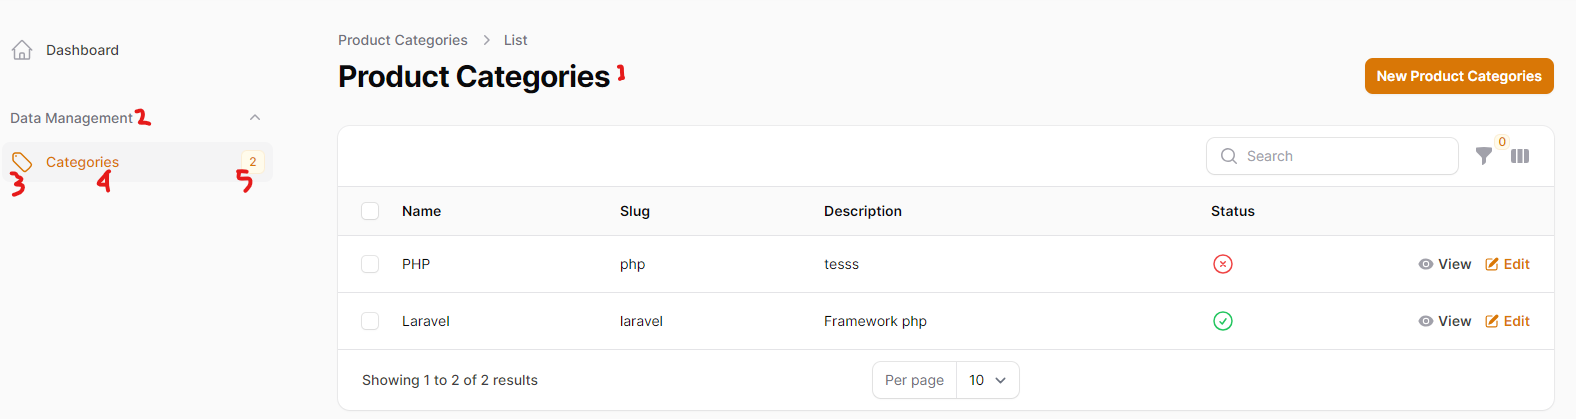 Dashboard
Data Management 2
Categories 2
3 4 5
Product Categories > List
Product Categories 1
New Product Categories
Search 0
Name Slug Description Status
PHP php tesss View Edit
Laravel laravel Framework php View Edit
Showing 1 to 2 of 2 results Per page 10